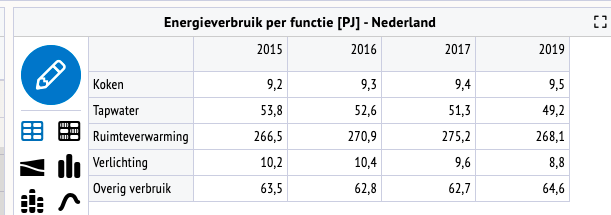 Energieverbruik per functie [PJ] - Nederland
2015 2016 2017 2019
Koken 9,2 9,3 9,4 9,5
Tapwater 53,8 52,6 51,3 49,2
Ruimteverwarming 266,5 270,9 275,2 268,1
Verlichting 10,2 10,4 9,6 8,8
Overig verbruik 63,5 62,8 62,7 64,6